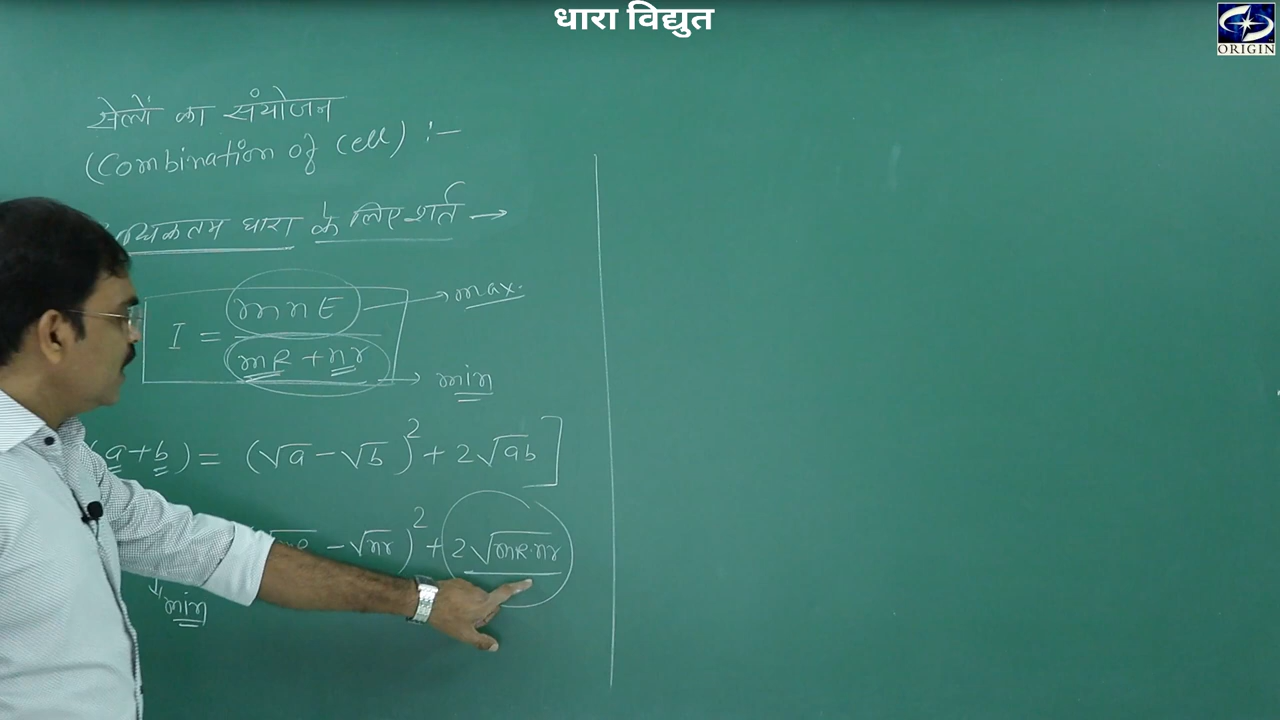 धारा विद्युत
ORIGIN
सेलों का संयोजन
(Combination of Cell) :-
धारा के लिए शर्त →
I = mnE / mR + nr
→ max.
→ min
(a+b) = (√a - √b)² + 2√ab ]
- √nr)² + 2√mR·nr
↓
min